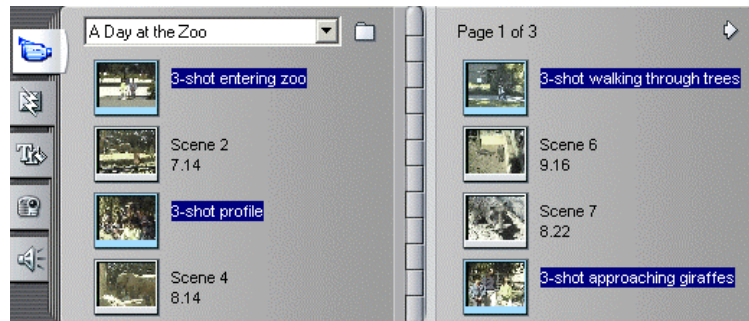 A Day at the Zoo
3-shot entering zoo
Scene 2
7.14
3-shot profile
Scene 4
8.14
Page 1 of 3
3-shot walking through trees
Scene 6
9.16
Scene 7
8.22
3-shot approaching giraffes